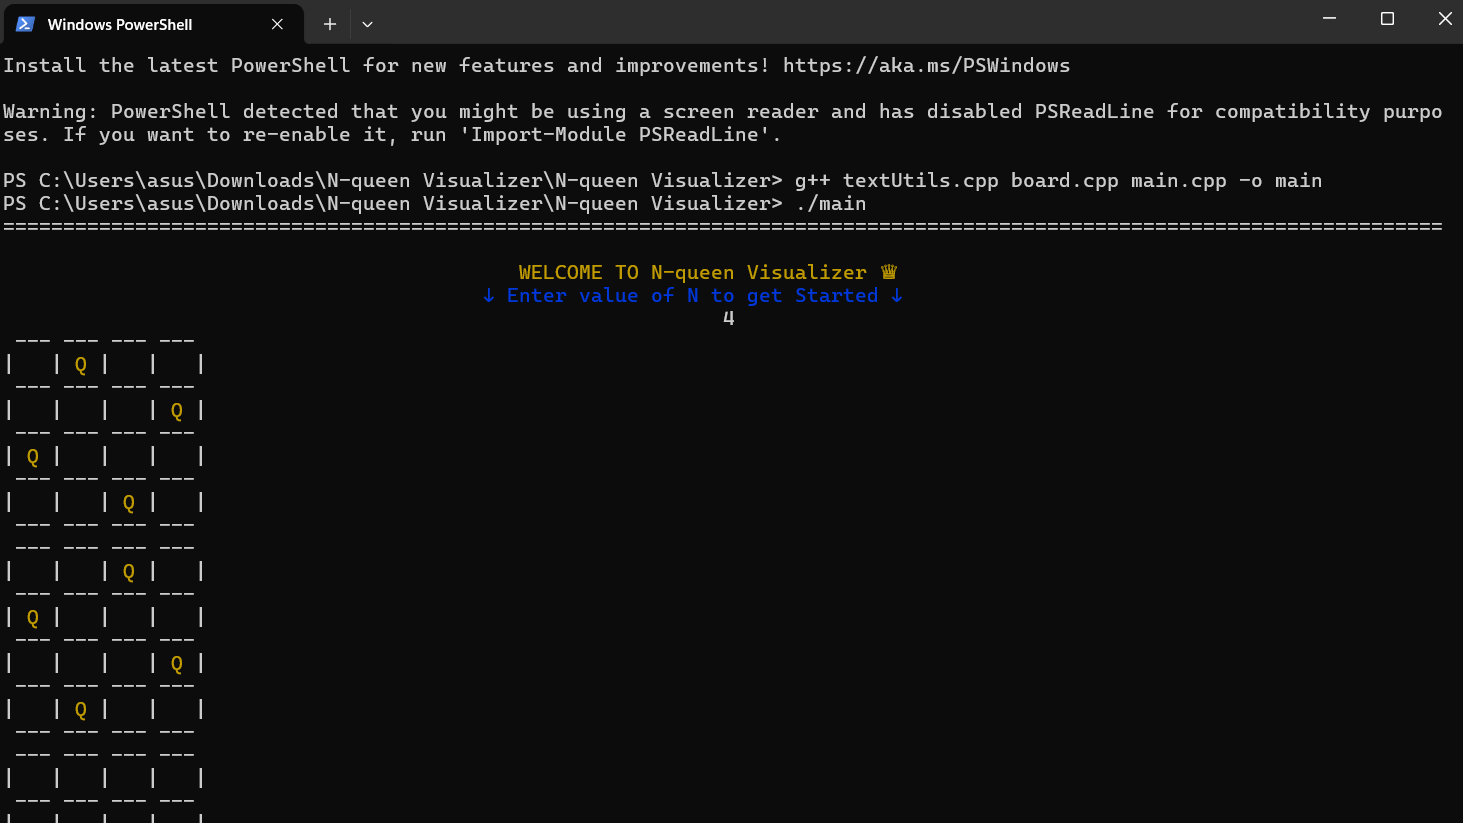 Windows PowerShell
Install the latest PowerShell for new features and improvements! https://aka.ms/PSWindows
Warning: PowerShell detected that you might be using a screen reader and has disabled PSReadLine for compatibility purpo
ses. If you want to re-enable it, run 'Import-Module PSReadLine'.
PS C:\Users\asus\Downloads\N-queen Visualizer\N-queen Visualizer> g++ textUtils.cpp board.cpp main.cpp -o main
PS C:\Users\asus\Downloads\N-queen Visualizer\N-queen Visualizer> ./main
========================================================================================================================
WELCOME TO N-queen Visualizer ♛
↓ Enter value of N to get Started ↓
4
 --- --- --- ---
|   | Q |   |   |
 --- --- --- ---
|   |   |   | Q |
 --- --- --- ---
| Q |   |   |   |
 --- --- --- ---
|   |   | Q |   |
 --- --- --- ---
 --- --- --- ---
|   |   | Q |   |
 --- --- --- ---
| Q |   |   |   |
 --- --- --- ---
|   |   |   | Q |
 --- --- --- ---
|   | Q |   |   |
 --- --- --- ---
 --- --- --- ---
|   |   |   |   |
 --- --- --- ---
|   |   |   |   |